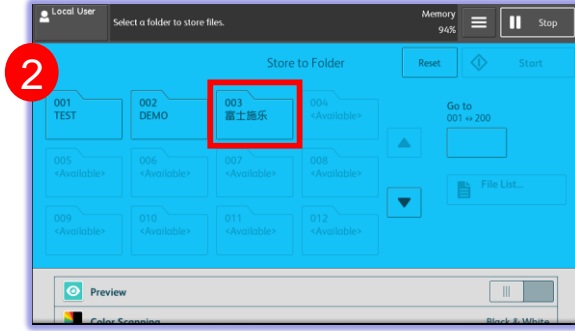 Local User
Select a folder to store files.
Memory
94%
Stop
2
Store to Folder
Reset
Start
001
TEST
002
DEMO
003
富士施乐
004
<Available>
Go to
001 ↔ 200
005
<Available>
006
<Available>
007
<Available>
008
<Available>
File List...
009
<Available>
010
<Available>
011
<Available>
012
<Available>
Preview
Color Scanning
Black & White